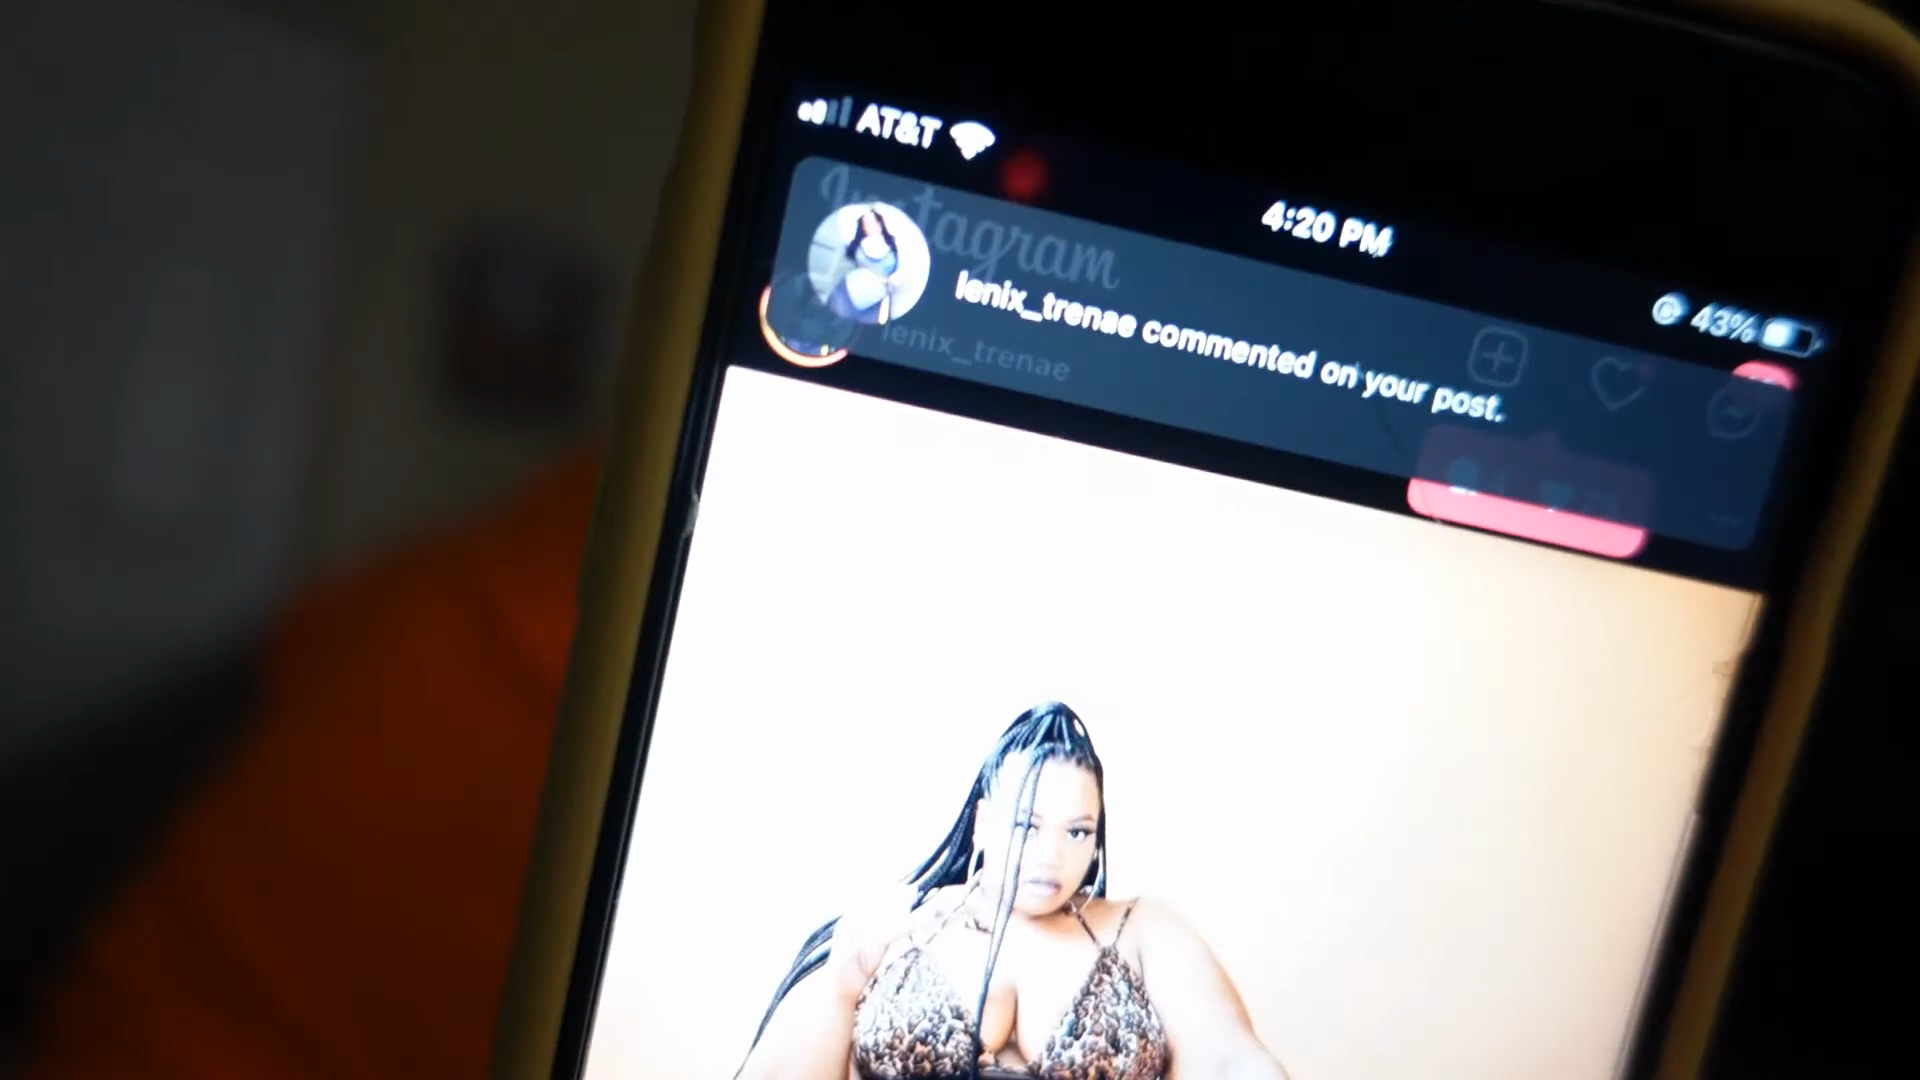 AT&T
4:20 PM
43%
Instagram
lenix_trenae commented on your post.
lenix_trenae